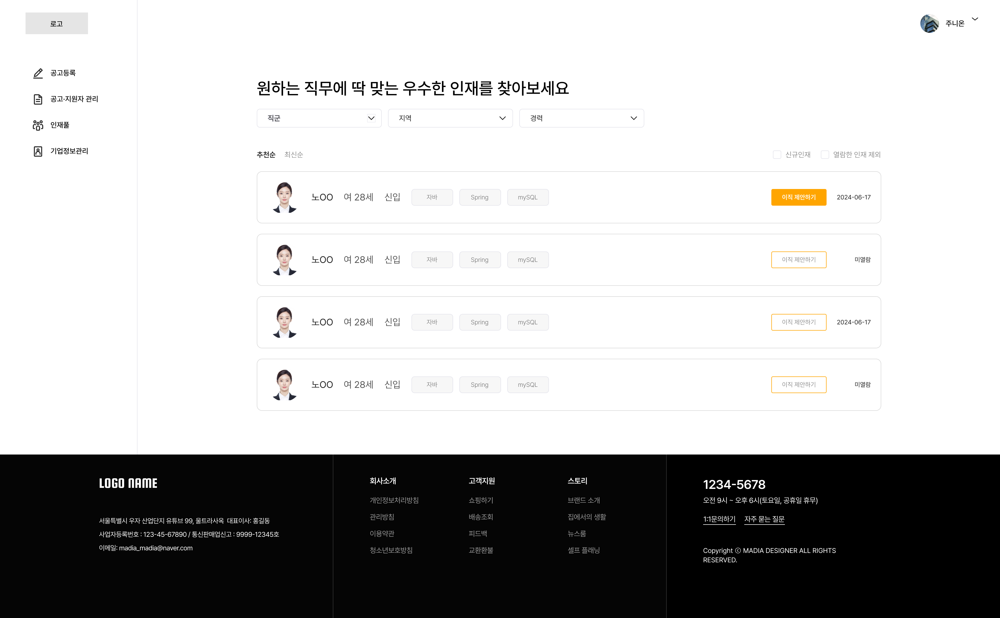 로고
주니온
공고등록
공고·지원자 관리
인재풀
기업정보관리
원하는 직무에 딱 맞는 우수한 인재를 찾아보세요
직군
지역
경력
추천순 최신순
신규인재 열람한 인재 제외
노OO 여 28세 신입 자바 Spring mySQL 이직 제안하기 2024-06-17
노OO 여 28세 신입 자바 Spring mySQL 이직 제안하기 미열람
노OO 여 28세 신입 자바 Spring mySQL 이직 제안하기 2024-06-17
노OO 여 28세 신입 자바 Spring mySQL 이직 제안하기 미열람
LOGO NAME
서울특별시 우자 산업단지 유튜브 99, 울트라사옥 대표이사: 홍길동
사업자등록번호 : 123-45-67890 / 통신판매업신고 : 9999-12345호
이메일: madia_madia@naver.com
회사소개
개인정보처리방침
관리방침
이용약관
청소년보호방침
고객지원
쇼핑하기
배송조회
피드백
교환환불
스토리
브랜드 소개
집에서의 생활
뉴스룸
셀프 플래닝
1234-5678
오전 9시 ~ 오후 6시(토요일, 공휴일 휴무)
1:1문의하기 자주 묻는 질문
Copyright ⓒ MADIA DESIGNER ALL RIGHTS
RESERVED.